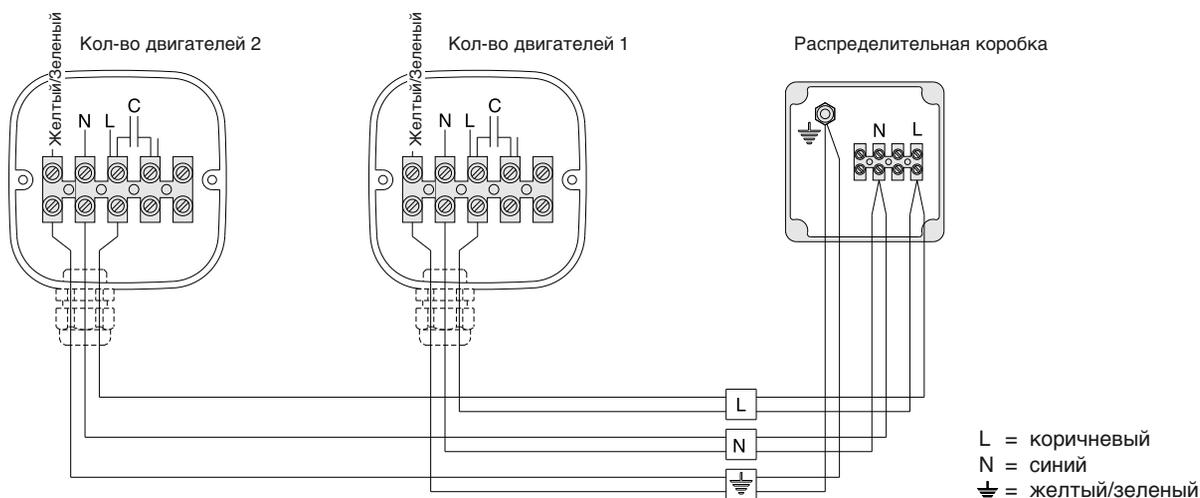 Кол-во двигателей 2
Кол-во двигателей 1
Распределительная коробка
Желтый/Зеленый
N
L
C
Желтый/Зеленый
N
L
C
N
L
L
N
L = коричневый
N = синий
= желтый/зеленый